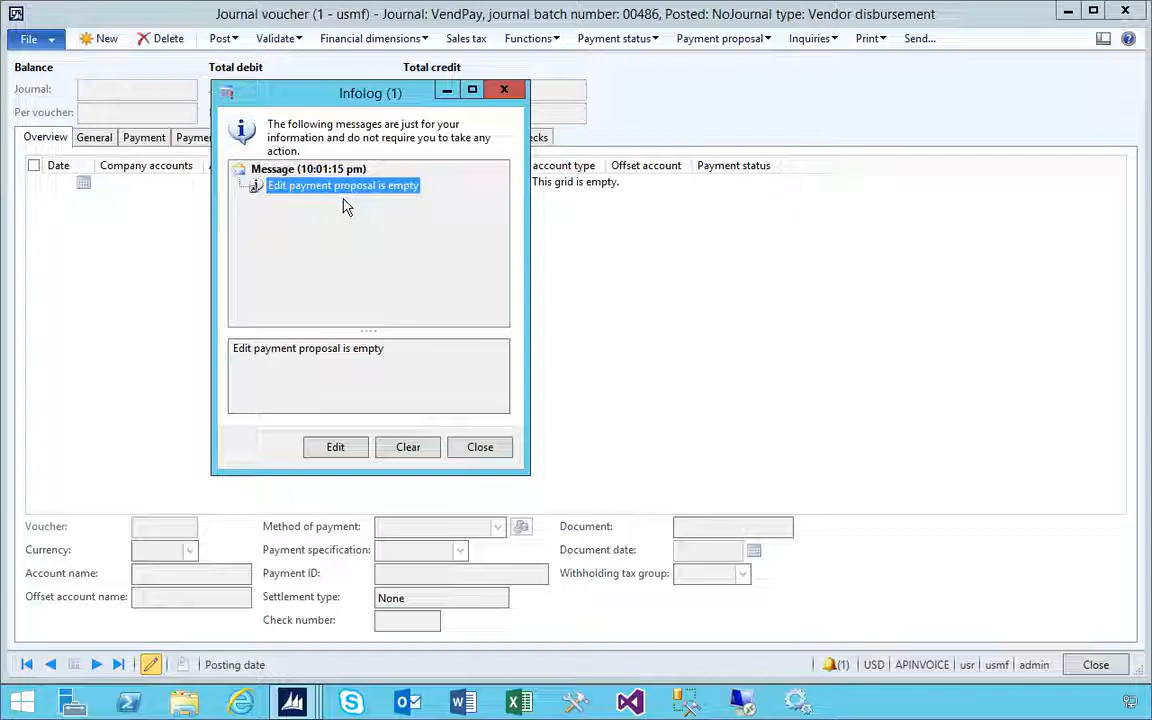 Journal voucher (1 - usmf) - Journal: VendPay, journal batch number: 00486, Posted: NoJournal type: Vendor disbursement
File New Delete Post Validate Financial dimensions Sales tax Functions Payment status Payment proposal Inquiries Print Send...
Balance Total debit Total credit
Journal:
Per voucher:
Overview General Payment Payme
Date Company accounts account type Offset account Payment status
This grid is empty.
Infolog (1)
The following messages are just for your
information and do not require you to take any
action.
Message (10:01:15 pm)
Edit payment proposal is empty
Edit payment proposal is empty
Edit Clear Close
Voucher: Method of payment: Document:
Currency: Payment specification: Document date:
Account name: Payment ID: Withholding tax group:
Offset account name: Settlement type: None
Check number:
Posting date (1) USD APINVOICE usr usmf admin Close